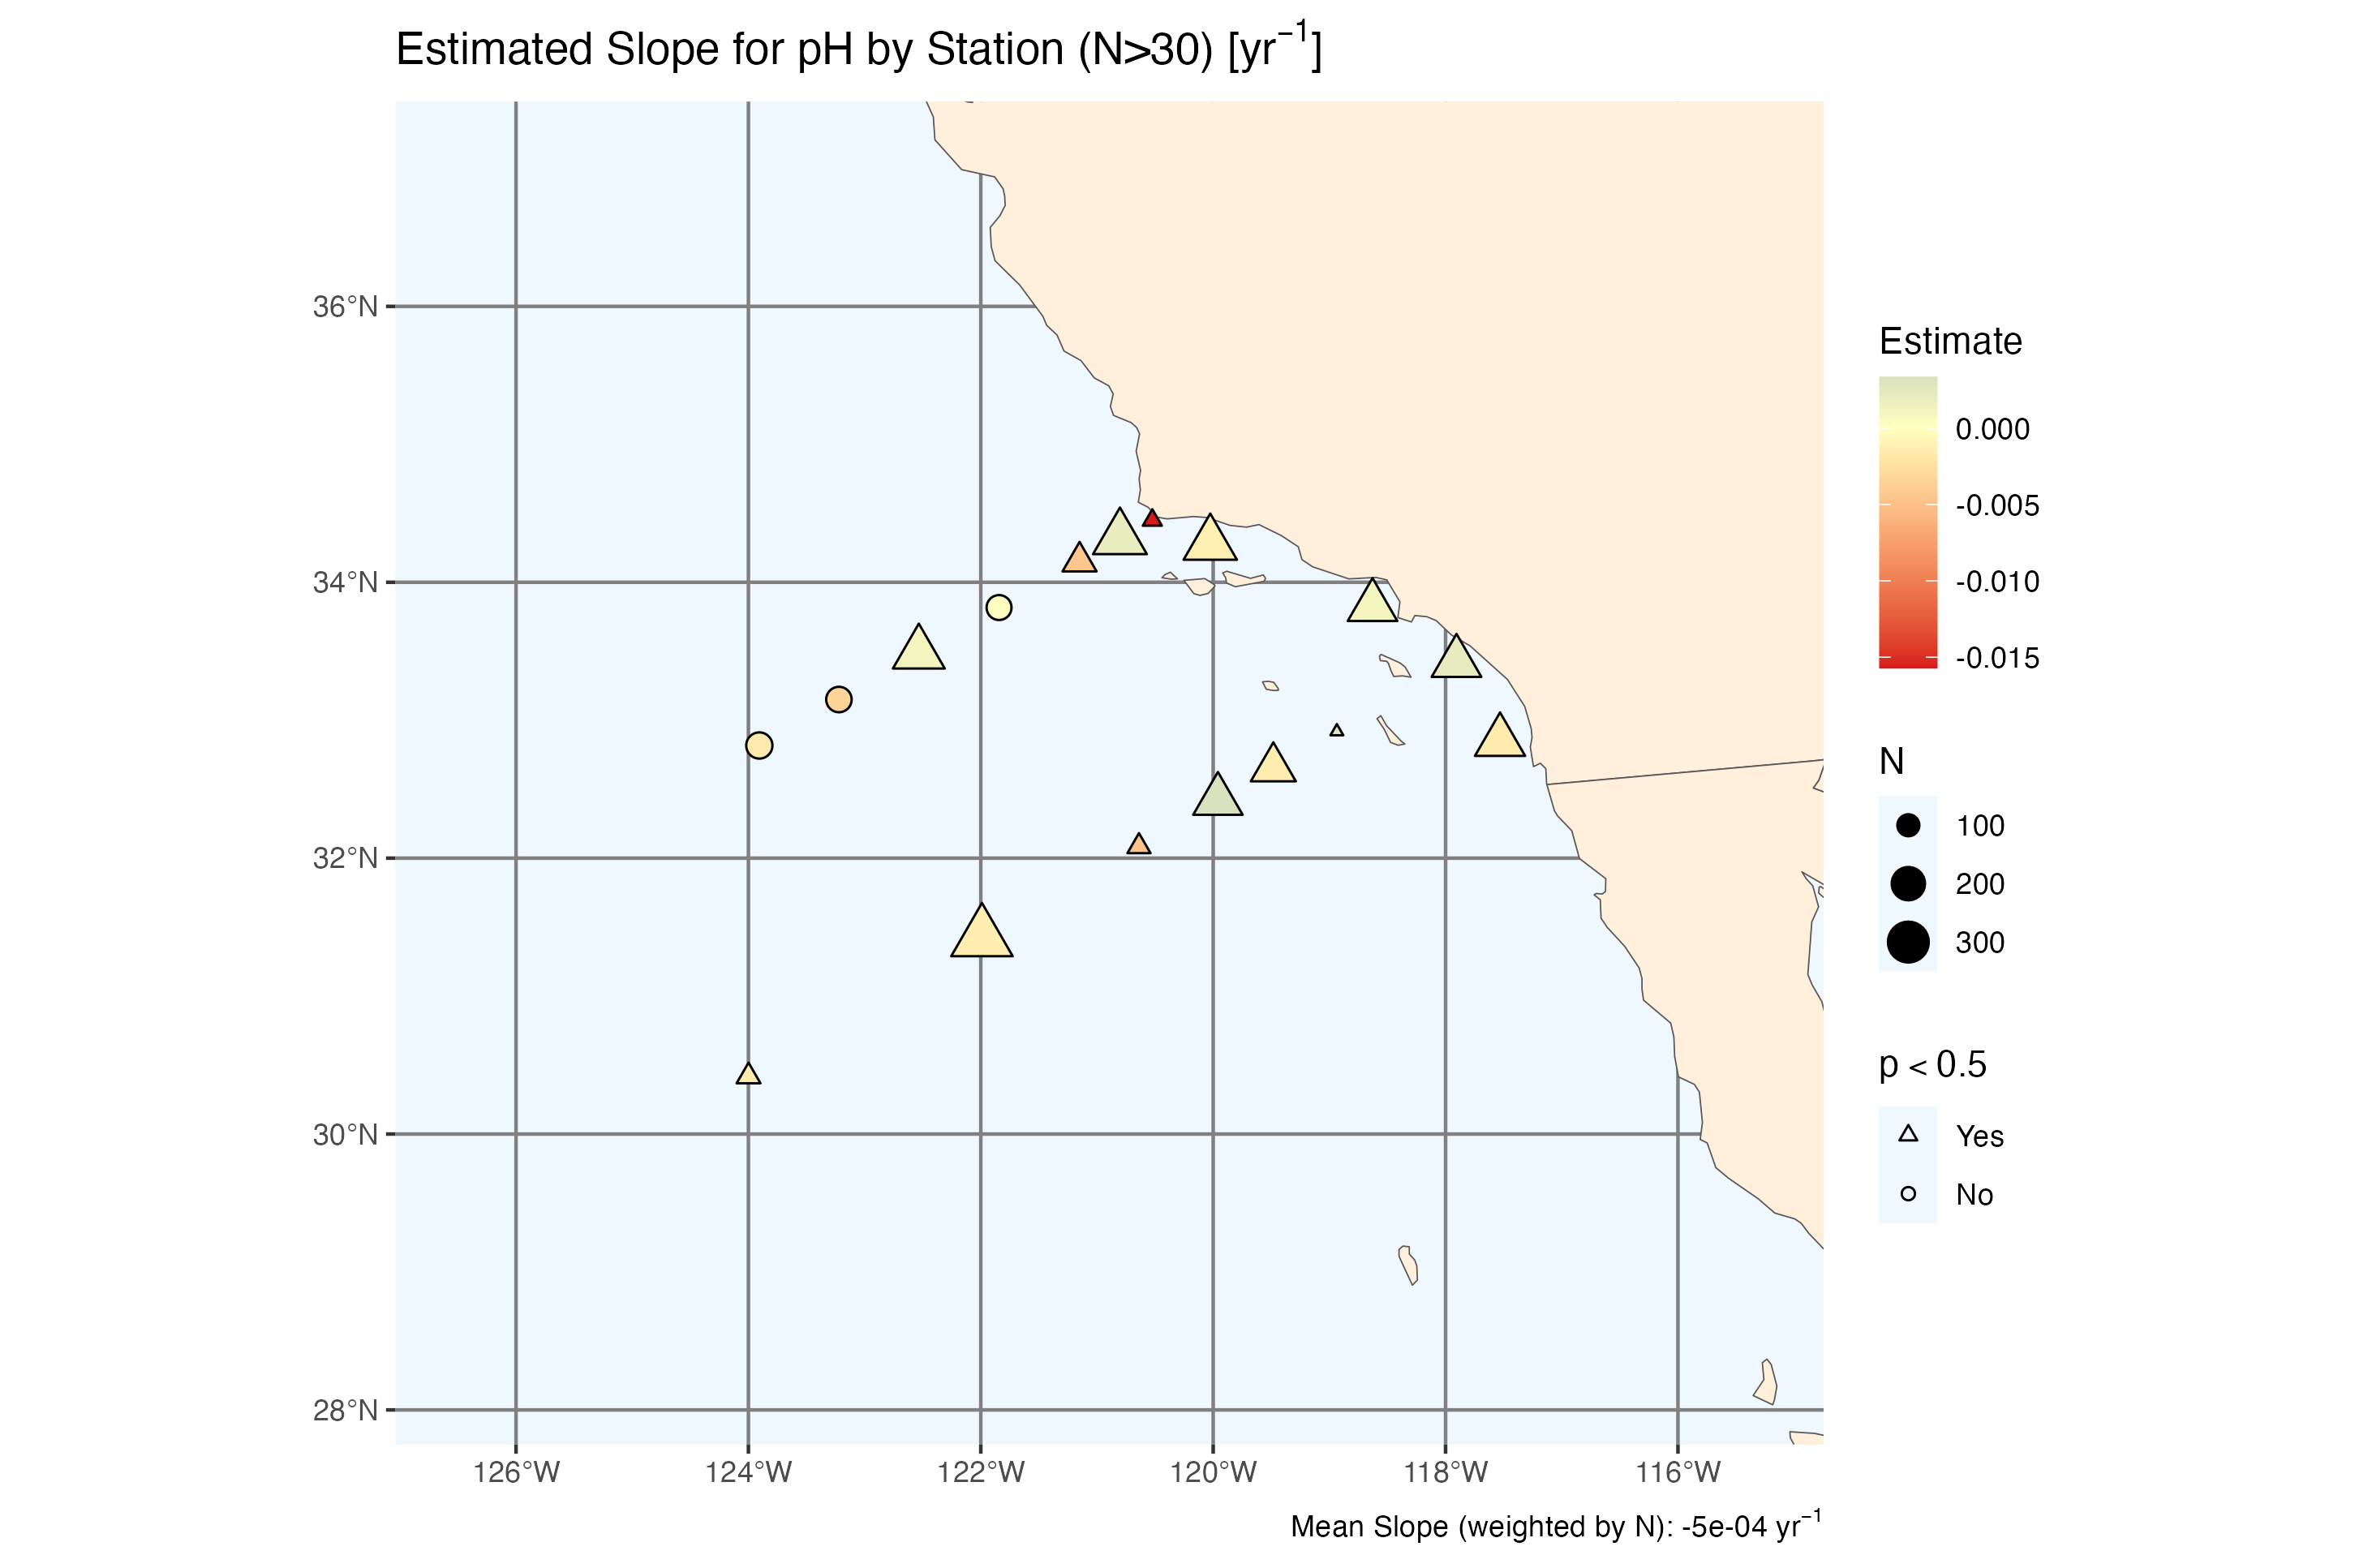 Estimated Slope for pH by Station (N>30) [yr⁻¹]
36°N
34°N
32°N
30°N
28°N
126°W
124°W
122°W
120°W
118°W
116°W
Estimate
0.000
-0.005
-0.010
-0.015
N
100
200
300
p < 0.5
Yes
No
Mean Slope (weighted by N): -5e-04 yr⁻¹